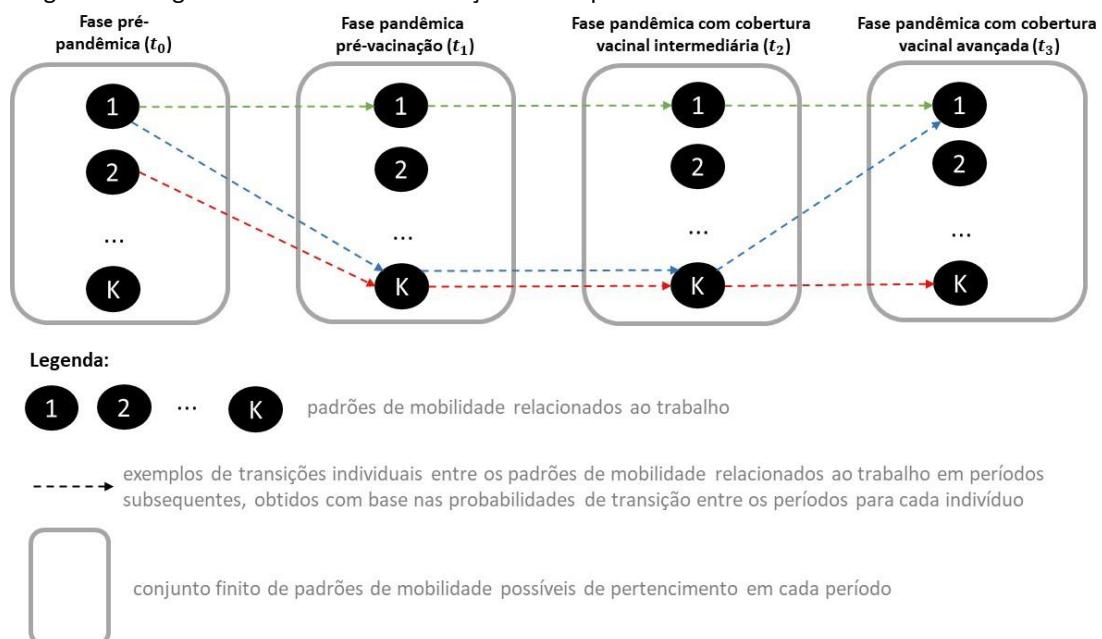 Fase pré-
pandêmica (t₀)
Fase pandêmica
pré-vacinação (t₁)
Fase pandêmica com cobertura
vacinal intermediária (t₂)
Fase pandêmica com cobertura
vacinal avançada (t₃)
1
2
...
K
1
2
...
K
1
2
...
K
1
2
...
K
Legenda:
1 2 ... K padrões de mobilidade relacionados ao trabalho
exemplos de transições individuais entre os padrões de mobilidade relacionados ao trabalho em períodos
subsequentes, obtidos com base nas probabilidades de transição entre os períodos para cada indivíduo
conjunto finito de padrões de mobilidade possíveis de pertencimento em cada período